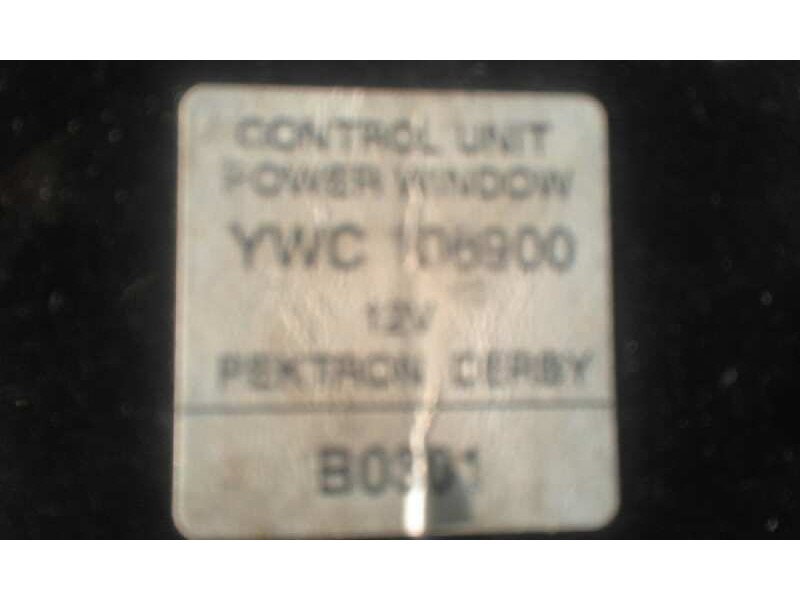 CONTROL UNIT
POWER WINDOW
YWC 106900
12V
PEKTRON DERBY